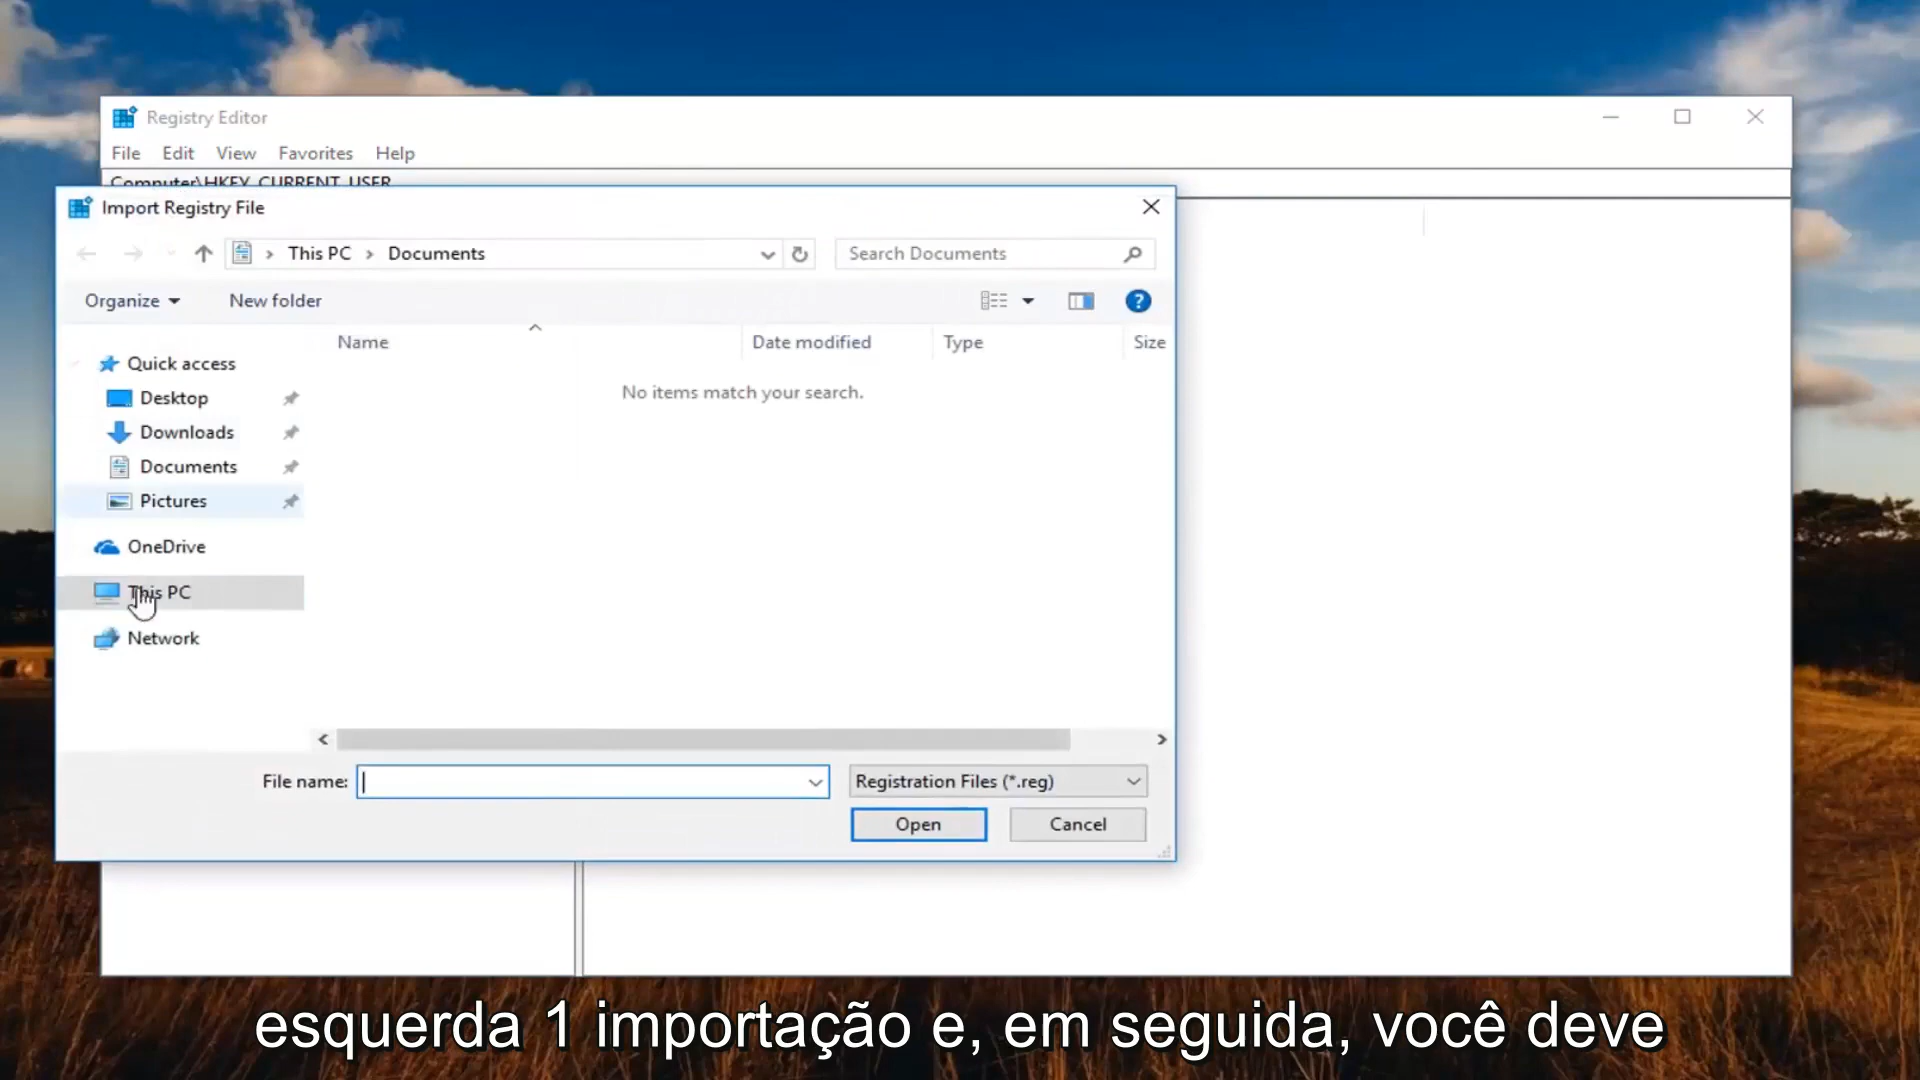 Registry Editor
File Edit View Favorites Help
Computer\HKEY_CURRENT_USER
Import Registry File
This PC > Documents
Search Documents
Organize New folder
?
Name Date modified Type Size
No items match your search.
Quick access
Desktop
Downloads
Documents
Pictures
OneDrive
This PC
Network
File name:
Registration Files (*.reg)
Open Cancel
esquerda 1 importação e, em seguida, você deve